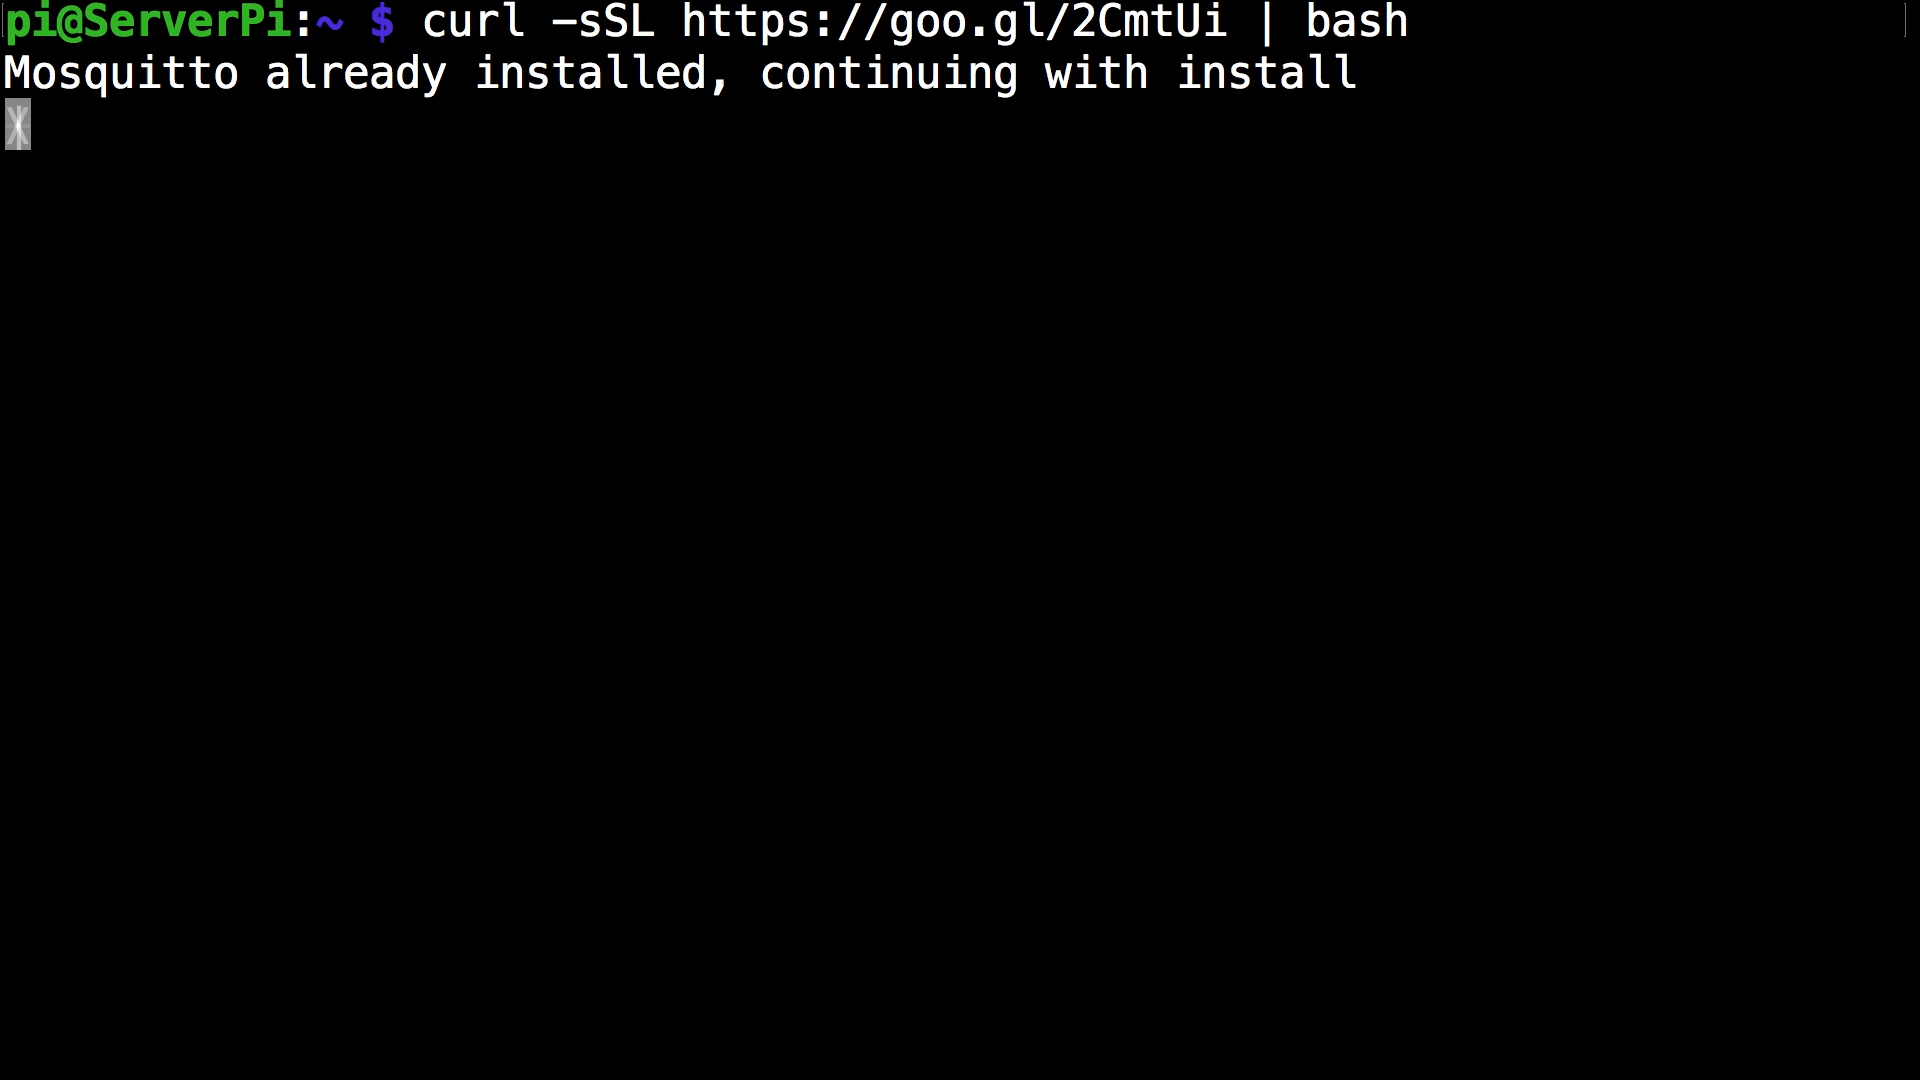 pi@ServerPi:~ $ curl -sSL https://goo.gl/2CmtUi | bash
Mosquitto already installed, continuing with install